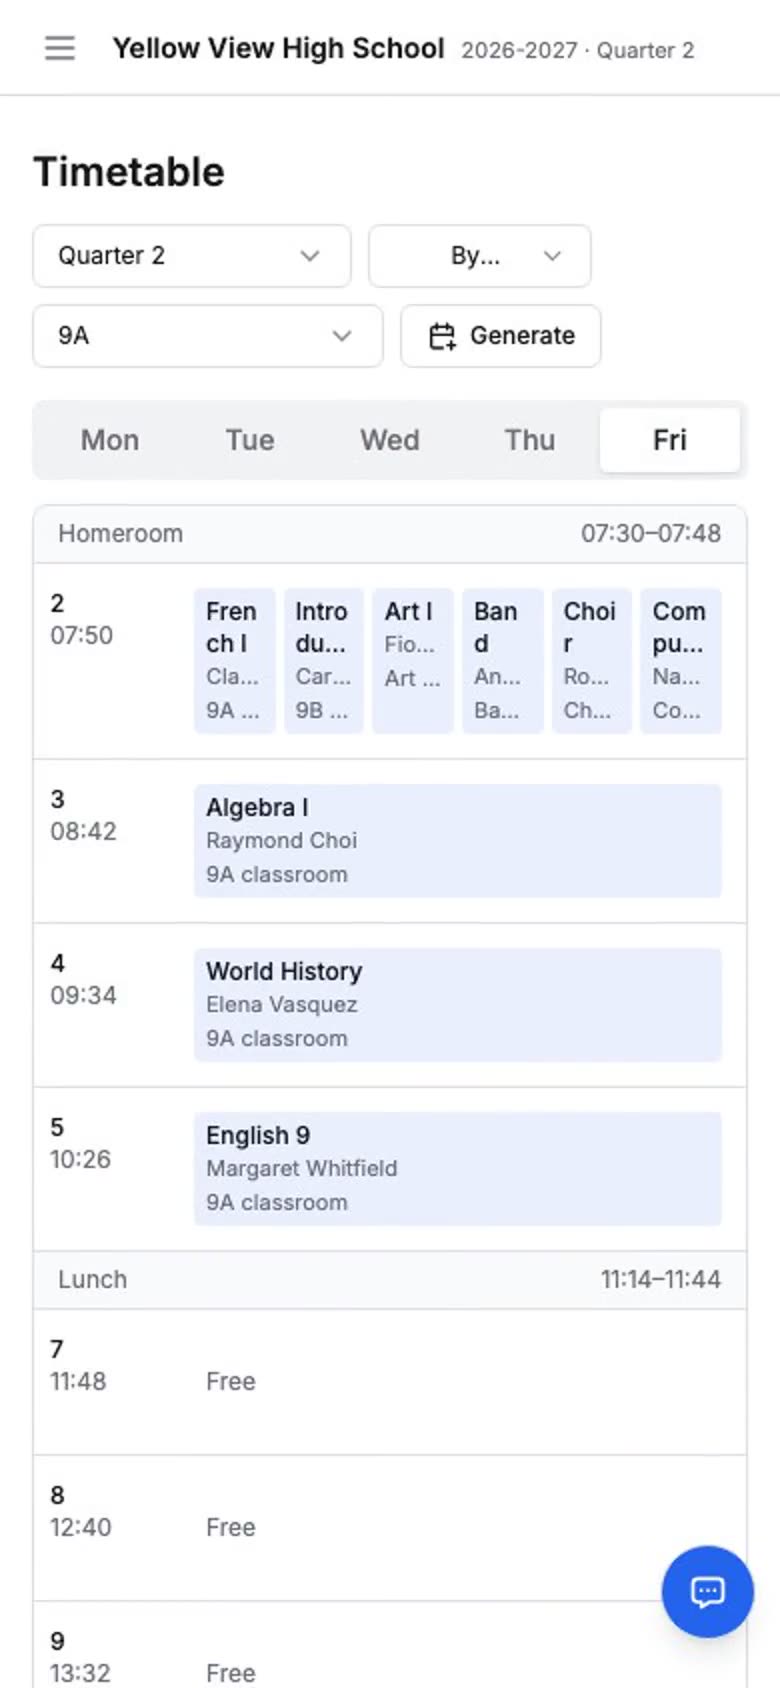 Yellow View High School 2026-2027 · Quarter 2
Timetable
Quarter 2
By...
9A
Generate
Mon Tue Wed Thu Fri
Homeroom 07:30–07:48
2
07:50
Fren
ch I
Cla...
9A ...
Intro
du...
Car...
9B ...
Art I
Fio...
Art ...
Ban
d
An...
Ba...
Choi
r
Ro...
Ch...
Com
pu...
Na...
Co...
3
08:42
Algebra I
Raymond Choi
9A classroom
4
09:34
World History
Elena Vasquez
9A classroom
5
10:26
English 9
Margaret Whitfield
9A classroom
Lunch 11:14–11:44
7
11:48
Free
8
12:40
Free
9
13:32
Free